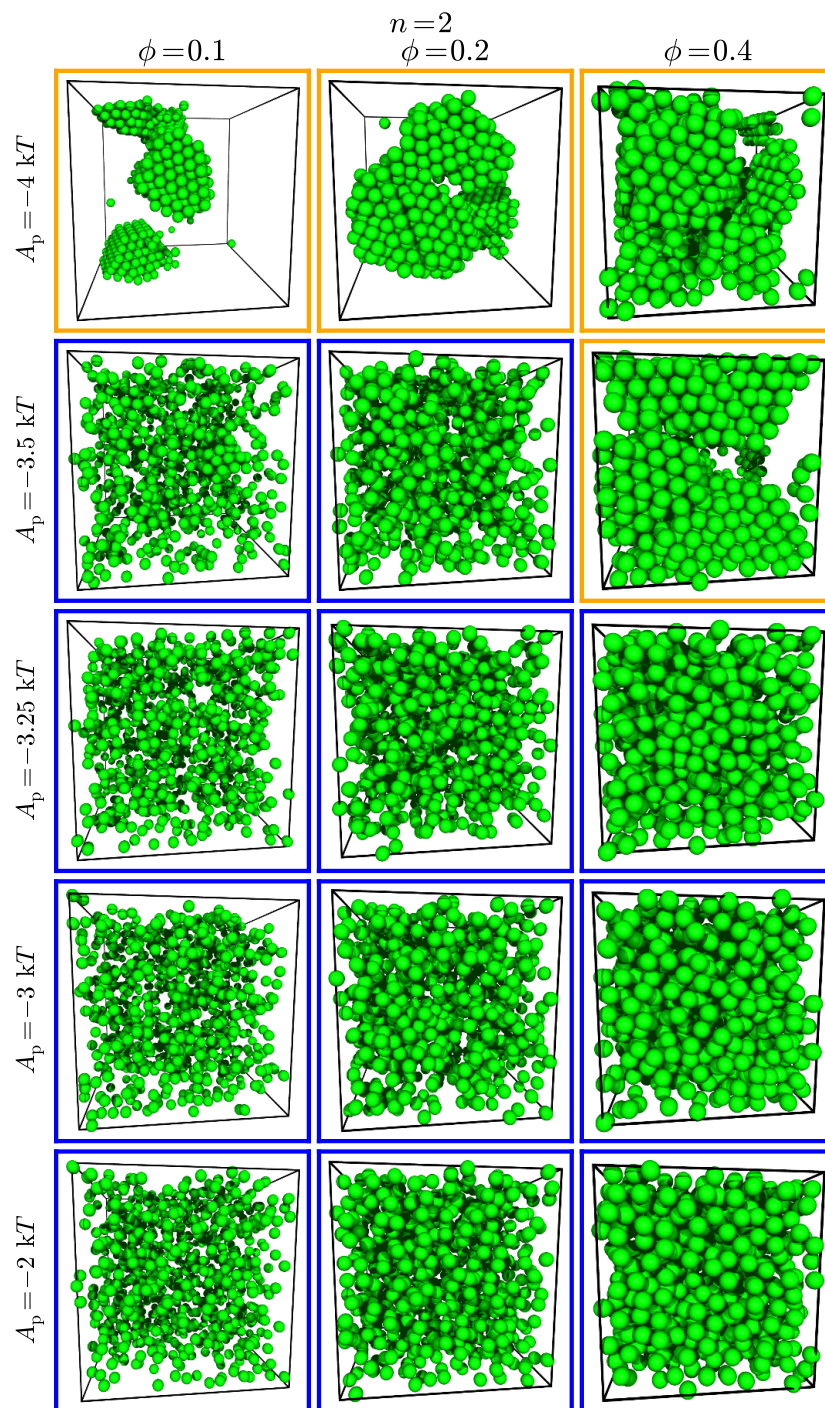 n=2
ϕ=0.1 ϕ=0.2 ϕ=0.4
A_p=−4 kT
A_p=−3.5 kT
A_p=−3.25 kT
A_p=−3 kT
A_p=−2 kT